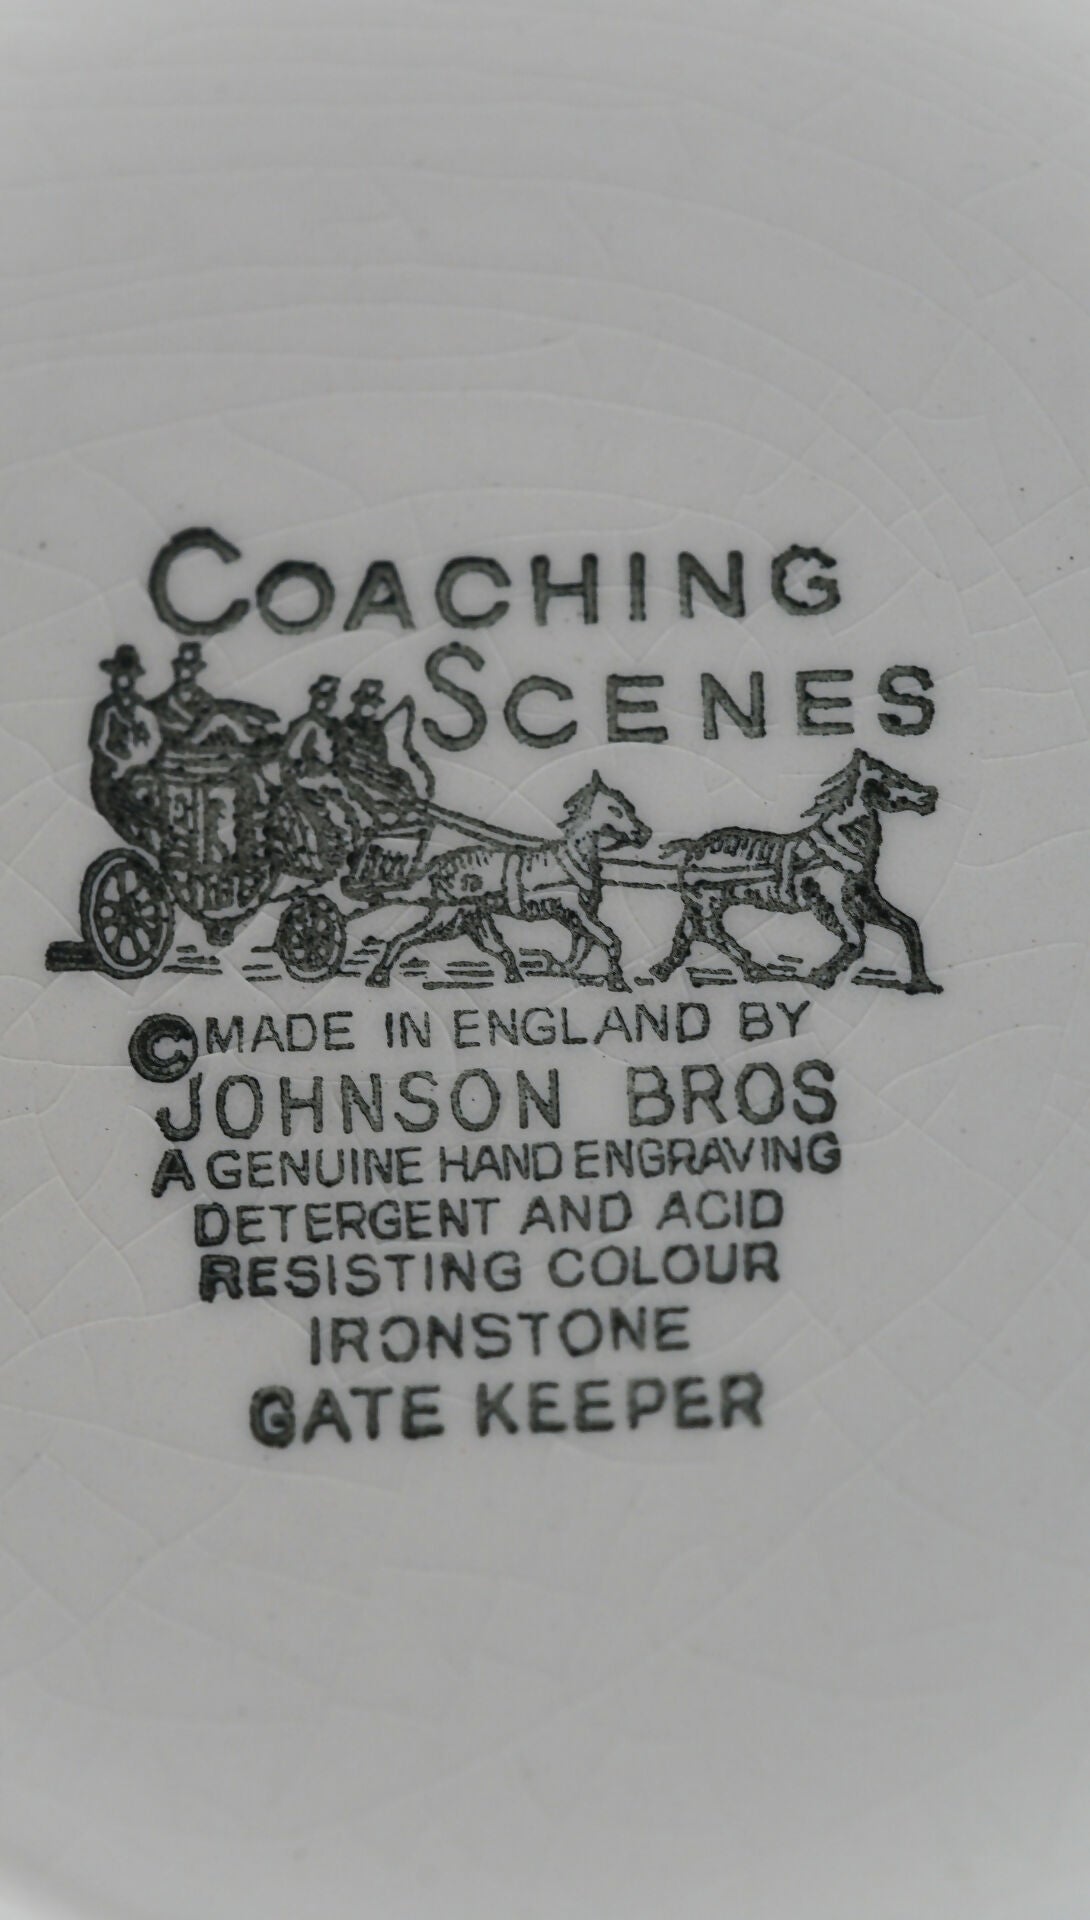 COACHING
SCENES
©MADE IN ENGLAND BY
JOHNSON BROS
A GENUINE HAND ENGRAVING
DETERGENT AND ACID
RESISTING COLOUR
IRONSTONE
GATE KEEPER